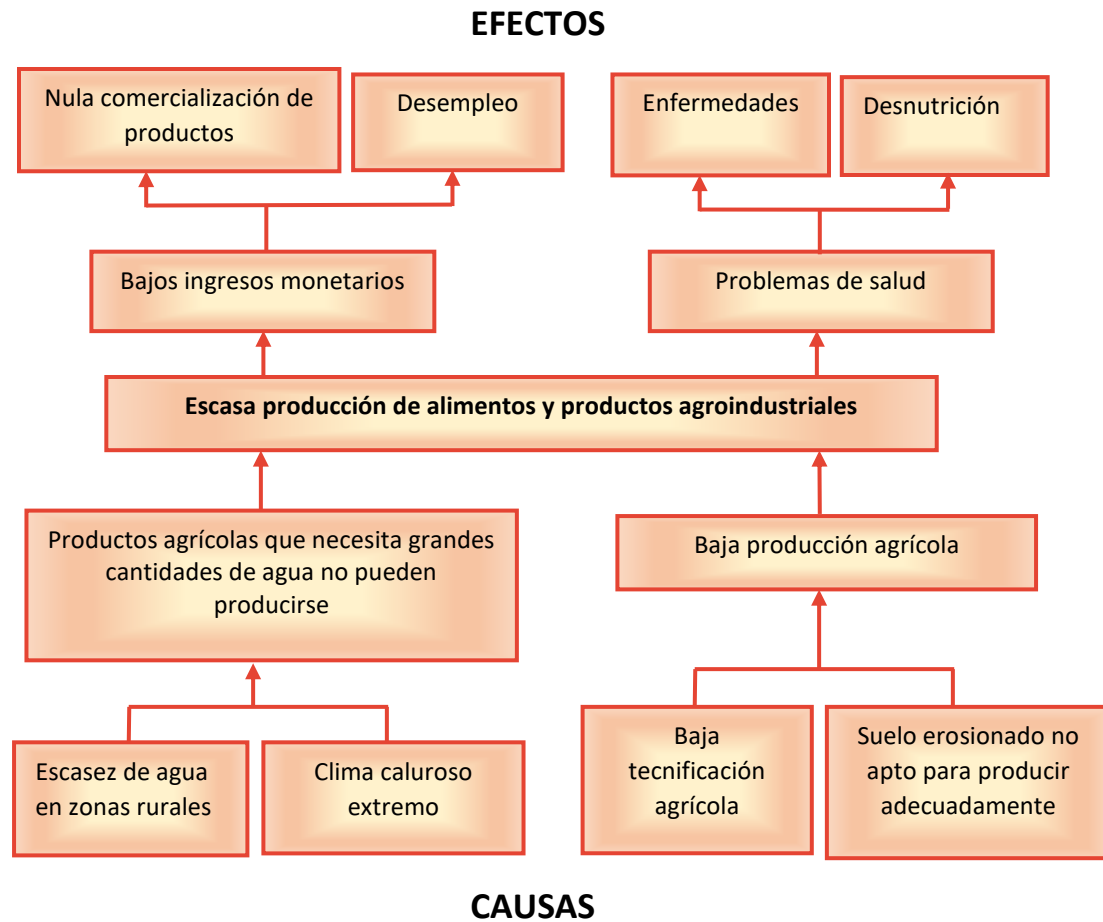 EFECTOS
Nula comercialización de
productos
Desempleo
Enfermedades
Desnutrición
Bajos ingresos monetarios
Problemas de salud
Escasa producción de alimentos y productos agroindustriales
Productos agrícolas que necesita grandes
cantidades de agua no pueden
producirse
Baja producción agrícola
Escasez de agua
en zonas rurales
Clima caluroso
extremo
Baja
tecnificación
agrícola
Suelo erosionado no
apto para producir
adecuadamente
CAUSAS